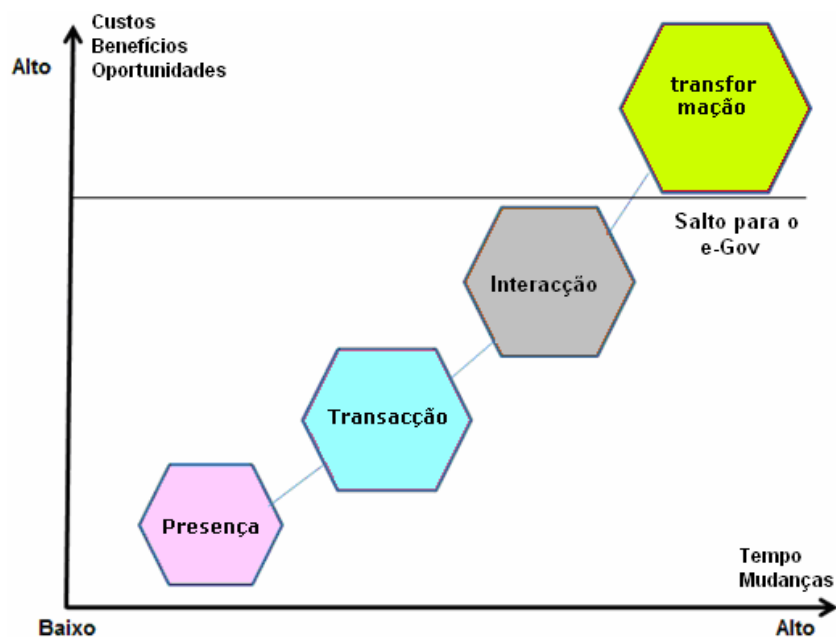 Custos
Benefícios
Oportunidades
Alto
transfor
mação
Salto para o
e-Gov
Interacção
Transacção
Presença
Tempo
Mudanças
Baixo
Alto